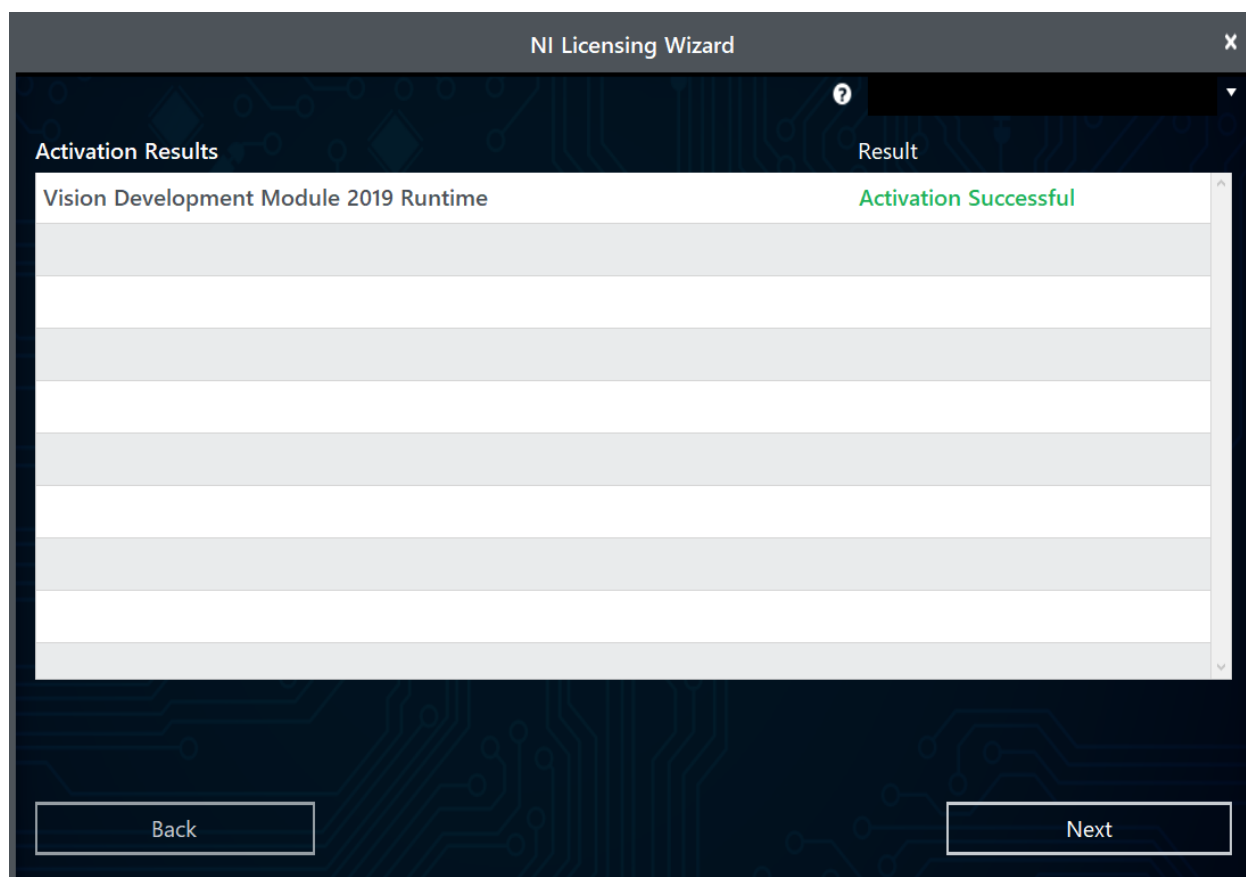 NI Licensing Wizard
Activation Results Result
Vision Development Module 2019 Runtime Activation Successful
Back Next